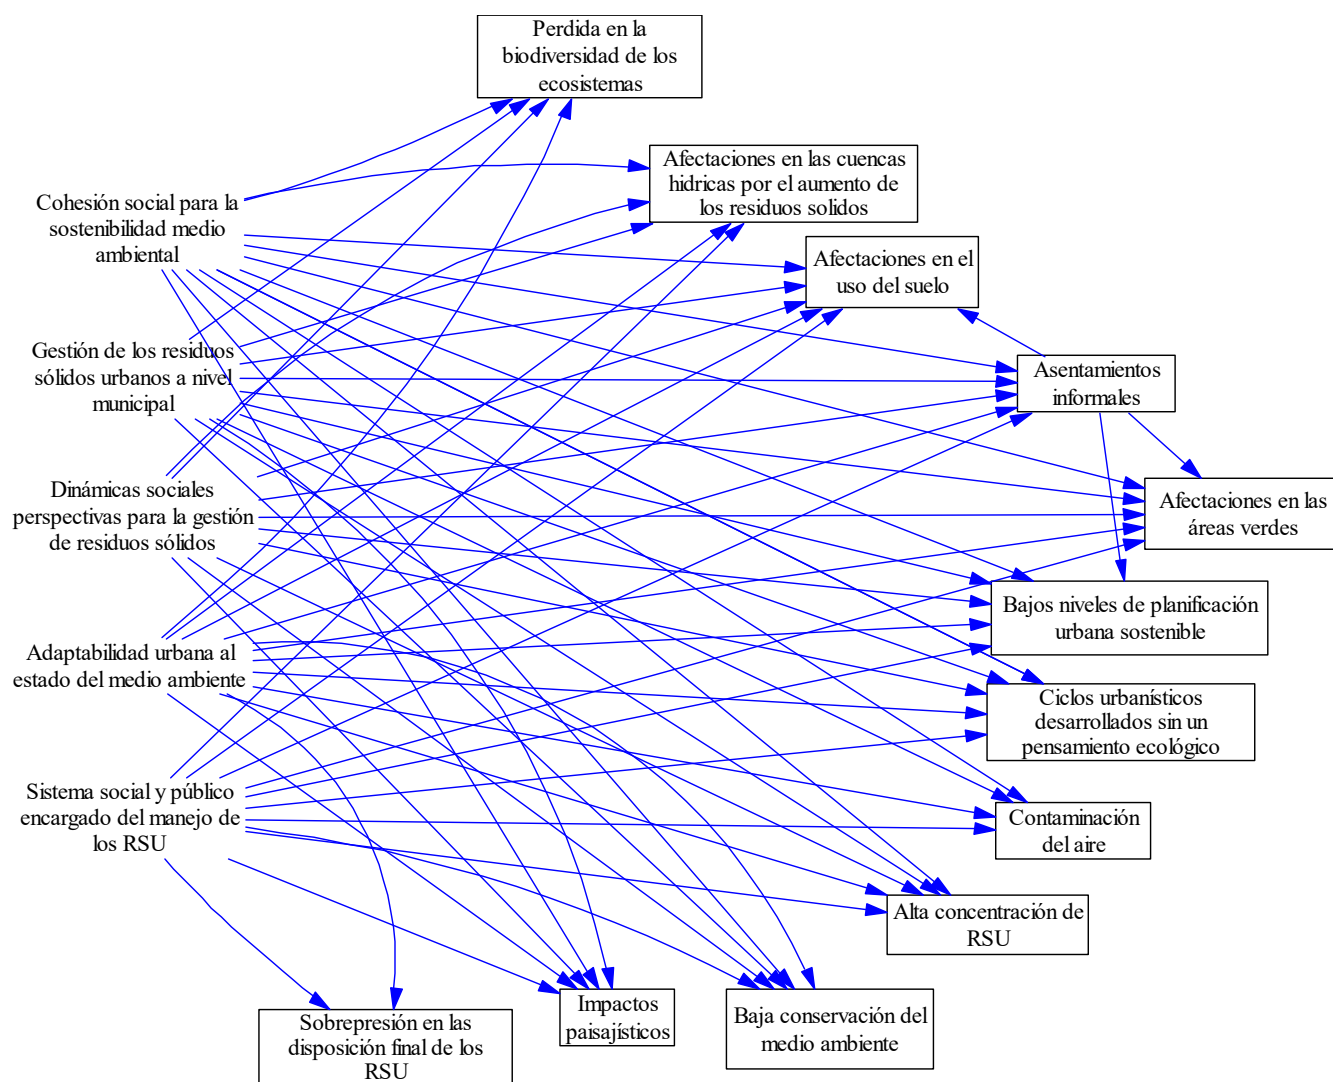 Perdida en la
biodiversidad de los
ecosistemas
Afectaciones en las cuencas
hidricas por el aumento de
los residuos solidos
Cohesión social para la
sostenibilidad medio
ambiental
Afectaciones en el
uso del suelo
Gestión de los residuos
sólidos urbanos a nivel
municipal
Asentamientos
informales
Dinámicas sociales
perspectivas para la gestión
de residuos sólidos
Afectaciones en las
áreas verdes
Bajos niveles de planificación
urbana sostenible
Adaptabilidad urbana al
estado del medio ambiente
Ciclos urbanísticos
desarrollados sin un
pensamiento ecológico
Sistema social y público
encargado del manejo de
los RSU
Contaminación
del aire
Alta concentración de
RSU
Impactos
paisajísticos
Baja conservación del
medio ambiente
Sobrepresión en las
disposición final de los
RSU